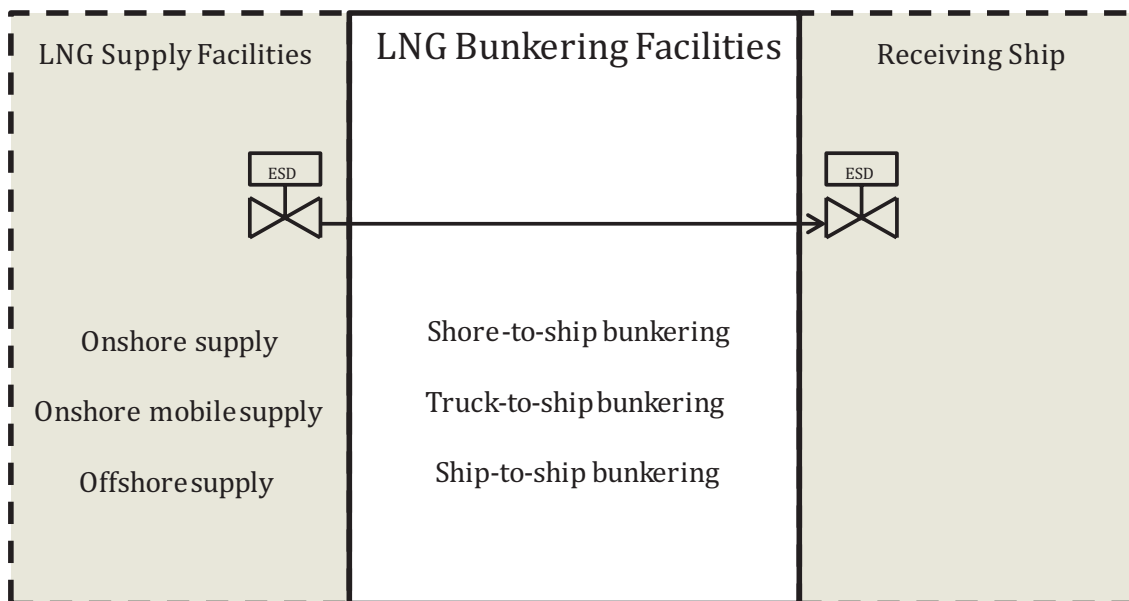 LNG Supply Facilities
LNG Bunkering Facilities
Receiving Ship
ESD
ESD
Onshore supply
Shore-to-ship bunkering
Onshore mobile supply
Truck-to-ship bunkering
Offshore supply
Ship-to-ship bunkering